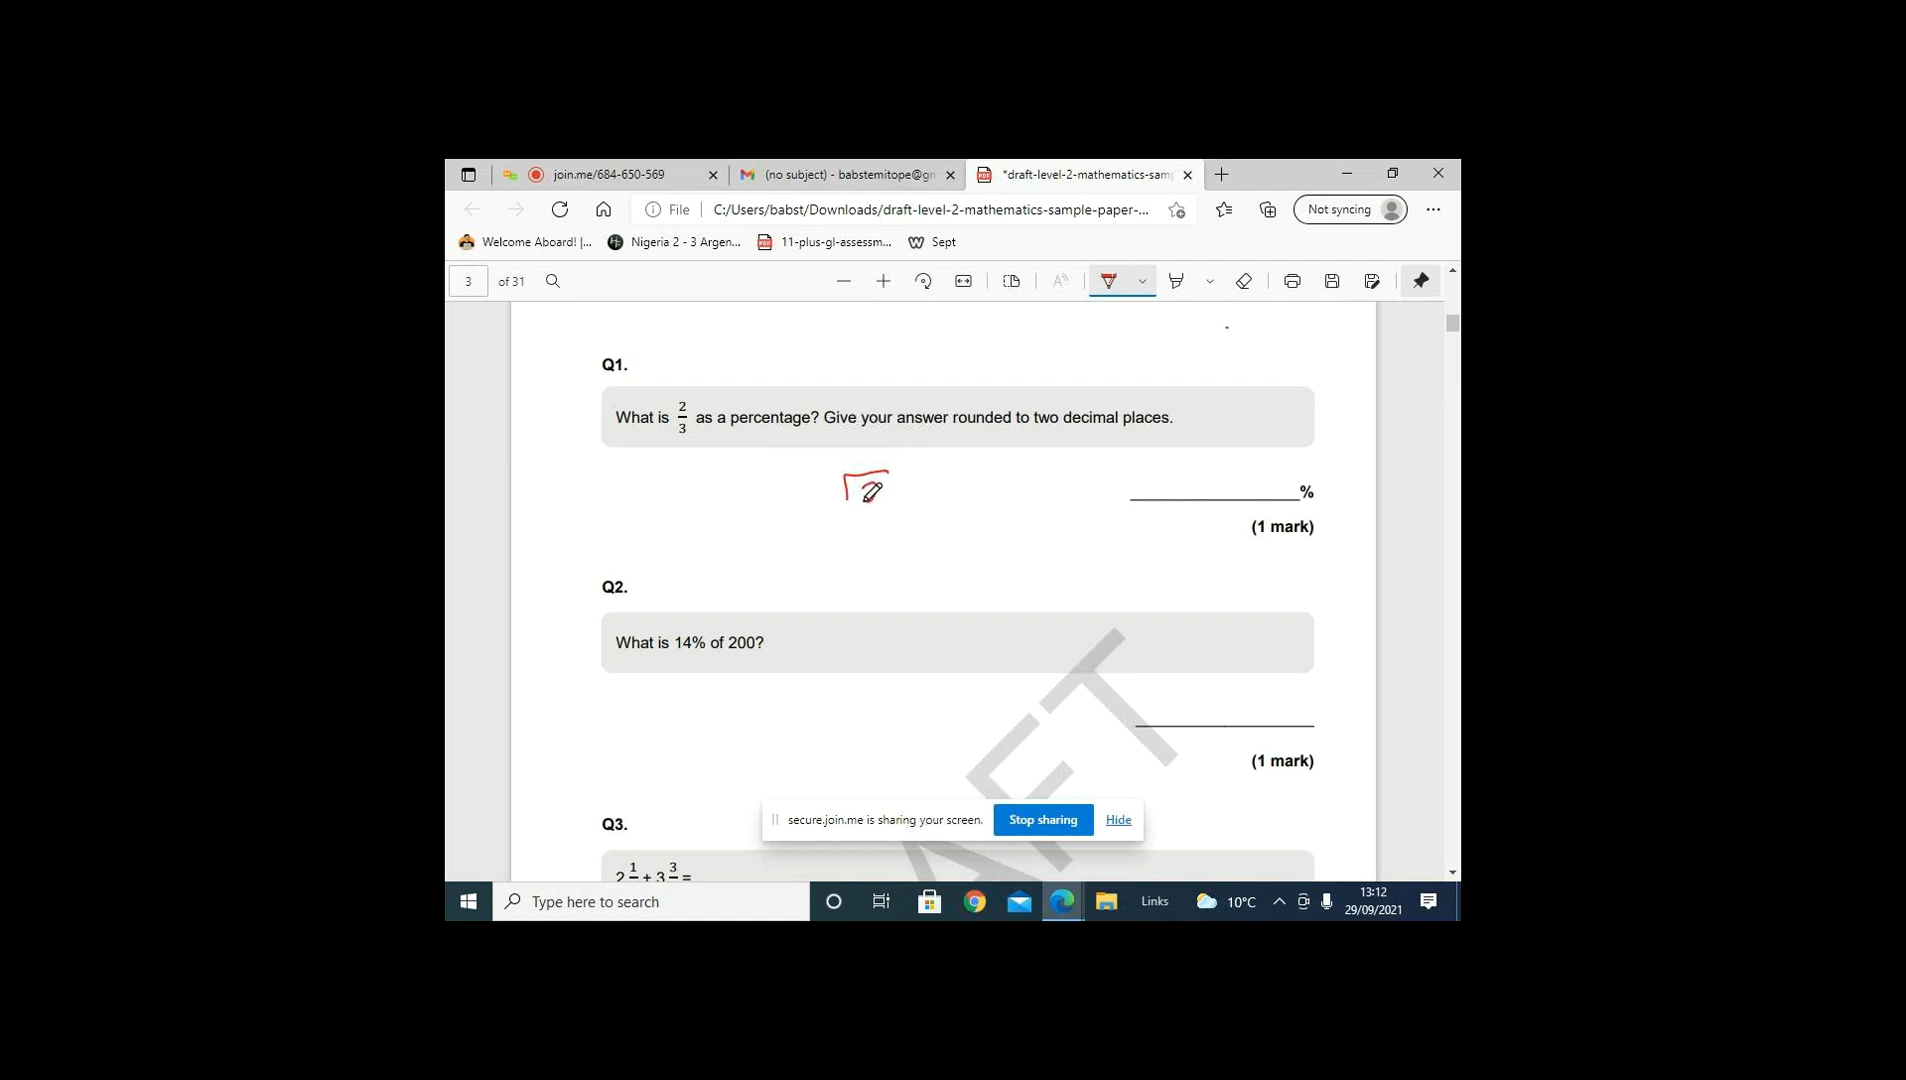 join.me/684-650-569
(no subject) - babstemitope@gm
*draft-level-2-mathematics-sam
File
C:/Users/babst/Downloads/draft-level-2-mathematics-sample-paper-...
Not syncing
Welcome Aboard! |...
Nigeria 2 - 3 Argen...
11-plus-gl-assessm...
Sept
3
of 31
Q1.
What is 2/3 as a percentage? Give your answer rounded to two decimal places.
2
%
(1 mark)
Q2.
What is 14% of 200?
(1 mark)
DRAFT
secure.join.me is sharing your screen.
Stop sharing
Hide
Q3.
Type here to search
Links
10°C
13:12
29/09/2021